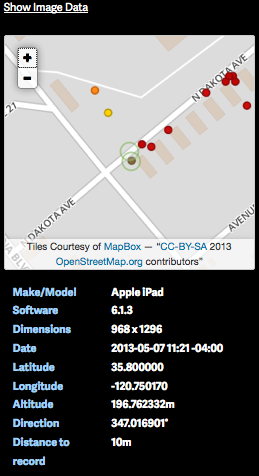 Show Image Data
+
-
N DAKOTA AVE
21
N DAKOTA AVE
AVENU
Tiles Courtesy of MapBox — “CC-BY-SA 2013
OpenStreetMap.org contributors”
Make/Model Apple iPad
Software 6.1.3
Dimensions 968 x 1296
Date 2013-05-07 11:21 -04:00
Latitude 35.800000
Longitude -120.750170
Altitude 196.762332m
Direction 347.016901°
Distance to record 10m